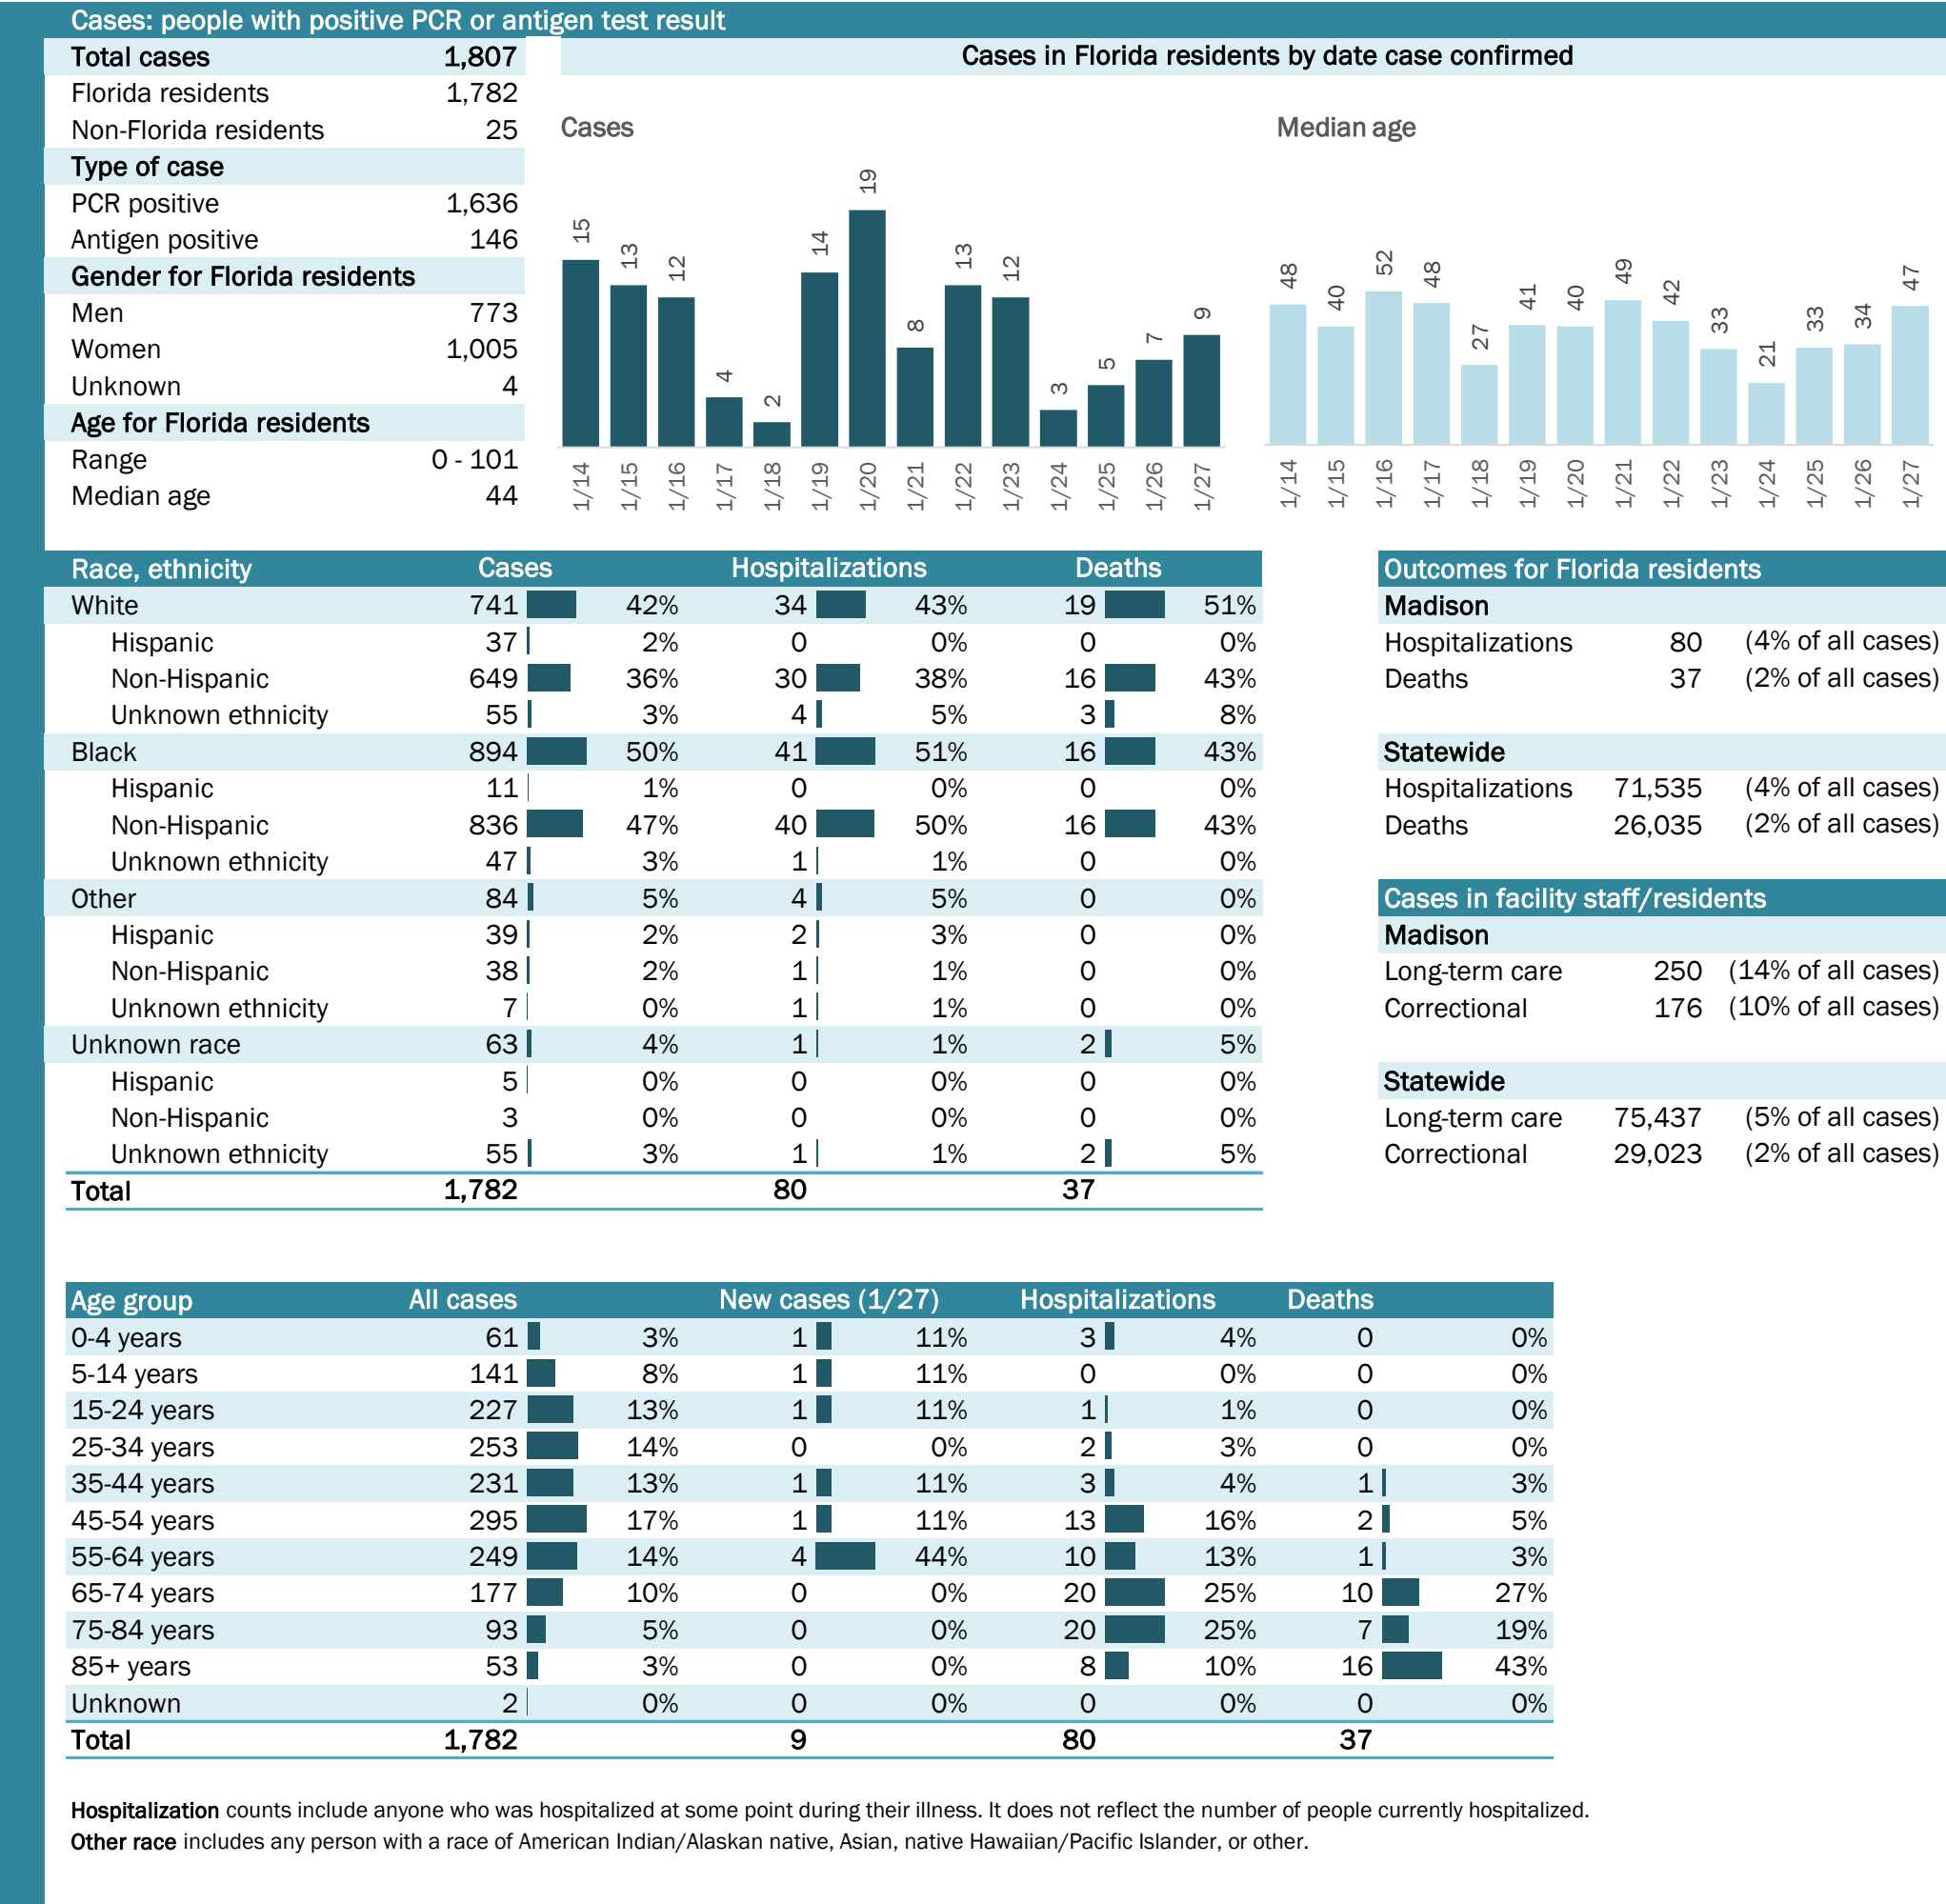 Cases: people with positive PCR or antigen test result
Total cases 1,807
Florida residents 1,782
Non-Florida residents 25
Type of case
PCR positive 1,636
Antigen positive 146
Gender for Florida residents
Men 773
Women 1,005
Unknown 4
Age for Florida residents
Range 0 - 101
Median age 44
Cases in Florida residents by date case confirmed
Cases
15 13 12 4 2 14 19 8 13 12 3 5 7 9
1/14 1/15 1/16 1/17 1/18 1/19 1/20 1/21 1/22 1/23 1/24 1/25 1/26 1/27
Median age
48 40 52 48 27 41 40 49 42 33 21 33 34 47
1/14 1/15 1/16 1/17 1/18 1/19 1/20 1/21 1/22 1/23 1/24 1/25 1/26 1/27
Race, ethnicity Cases Hospitalizations Deaths
White 741 42% 34 43% 19 51%
Hispanic 37 2% 0 0% 0 0%
Non-Hispanic 649 36% 30 38% 16 43%
Unknown ethnicity 55 3% 4 5% 3 8%
Black 894 50% 41 51% 16 43%
Hispanic 11 1% 0 0% 0 0%
Non-Hispanic 836 47% 40 50% 16 43%
Unknown ethnicity 47 3% 1 1% 0 0%
Other 84 5% 4 5% 0 0%
Hispanic 39 2% 2 3% 0 0%
Non-Hispanic 38 2% 1 1% 0 0%
Unknown ethnicity 7 0% 1 1% 0 0%
Unknown race 63 4% 1 1% 2 5%
Hispanic 5 0% 0 0% 0 0%
Non-Hispanic 3 0% 0 0% 0 0%
Unknown ethnicity 55 3% 1 1% 2 5%
Total 1,782 80 37
Outcomes for Florida residents
Madison
Hospitalizations 80 (4% of all cases)
Deaths 37 (2% of all cases)
Statewide
Hospitalizations 71,535 (4% of all cases)
Deaths 26,035 (2% of all cases)
Cases in facility staff/residents
Madison
Long-term care 250 (14% of all cases)
Correctional 176 (10% of all cases)
Statewide
Long-term care 75,437 (5% of all cases)
Correctional 29,023 (2% of all cases)
Age group All cases New cases (1/27) Hospitalizations Deaths
0-4 years 61 3% 1 11% 3 4% 0 0%
5-14 years 141 8% 1 11% 0 0% 0 0%
15-24 years 227 13% 1 11% 1 1% 0 0%
25-34 years 253 14% 0 0% 2 3% 0 0%
35-44 years 231 13% 1 11% 3 4% 1 3%
45-54 years 295 17% 1 11% 13 16% 2 5%
55-64 years 249 14% 4 44% 10 13% 1 3%
65-74 years 177 10% 0 0% 20 25% 10 27%
75-84 years 93 5% 0 0% 20 25% 7 19%
85+ years 53 3% 0 0% 8 10% 16 43%
Unknown 2 0% 0 0% 0 0% 0 0%
Total 1,782 9 80 37
Hospitalization counts include anyone who was hospitalized at some point during their illness. It does not reflect the number of people currently hospitalized.
Other race includes any person with a race of American Indian/Alaskan native, Asian, native Hawaiian/Pacific Islander, or other.